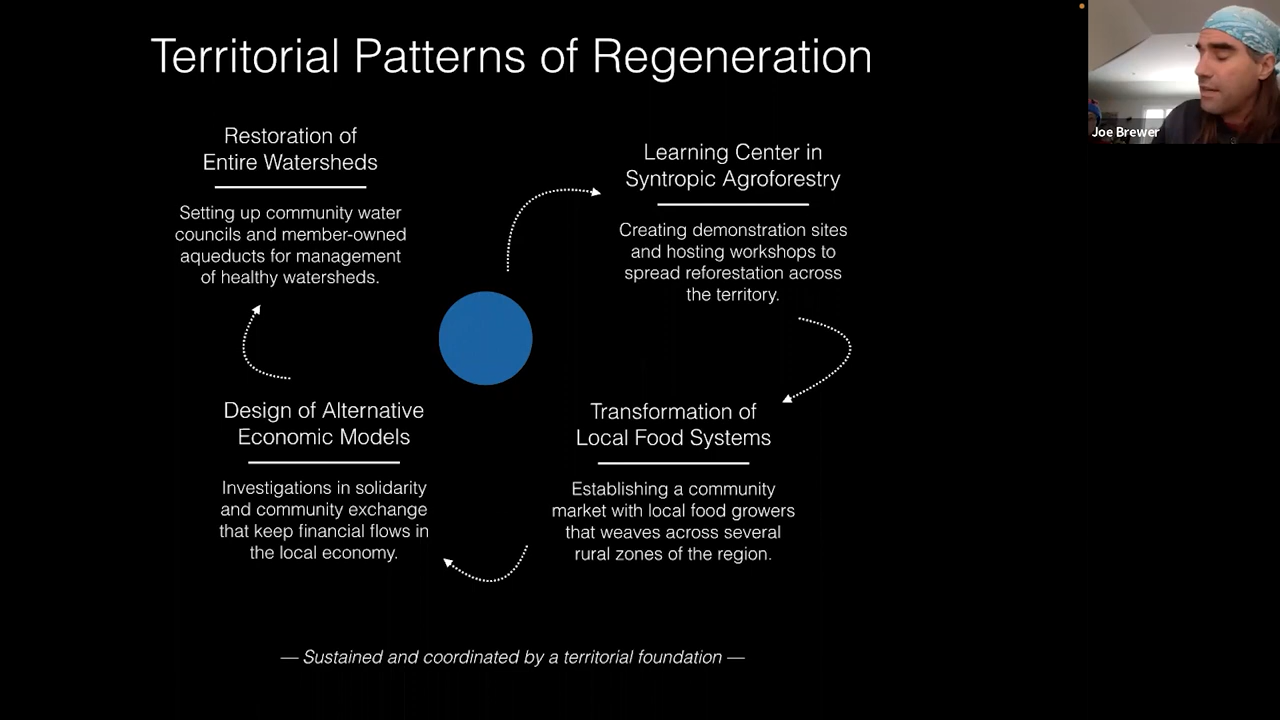 Territorial Patterns of Regeneration
Joe Brewer
Restoration of
Entire Watersheds
Setting up community water
councils and member-owned
aqueducts for management
of healthy watersheds.
Learning Center in
Syntropic Agroforestry
Creating demonstration sites
and hosting workshops to
spread reforestation across
the territory.
Design of Alternative
Economic Models
Investigations in solidarity
and community exchange
that keep financial flows in
the local economy.
Transformation of
Local Food Systems
Establishing a community
market with local food growers
that weaves across several
rural zones of the region.
— Sustained and coordinated by a territorial foundation —